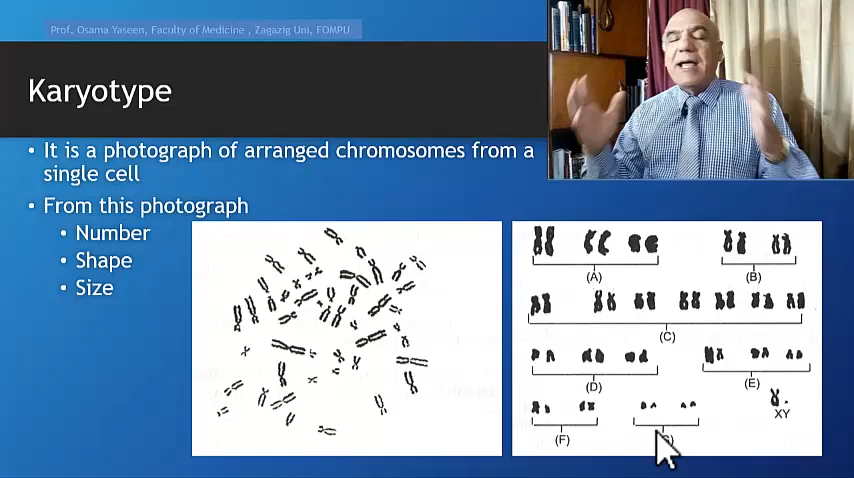 Prof. Osama Yaseen, Faculty of Medicine , Zagazig Uni, FOMPU
Karyotype
• It is a photograph of arranged chromosomes from a
single cell
• From this photograph
• Number
• Shape
• Size
(A)
(B)
(C)
(D)
(E)
XY
(F)